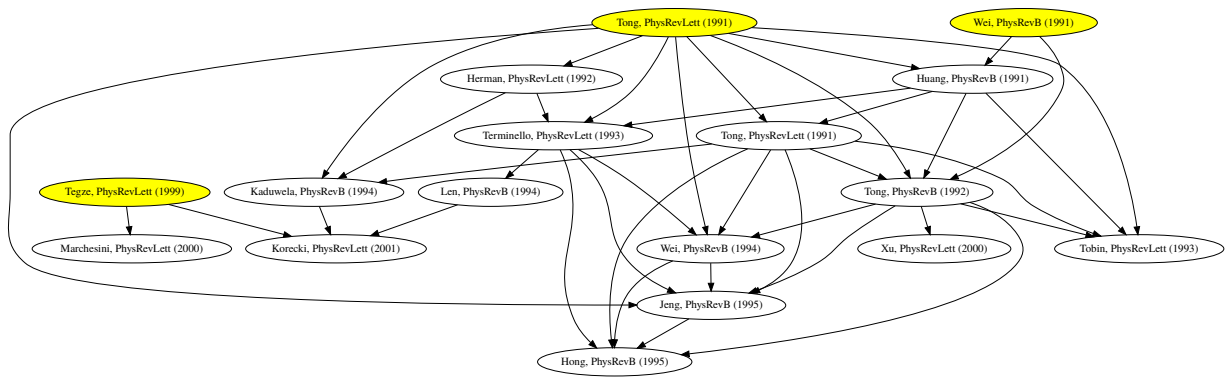 Tong, PhysRevLett (1991)
Wei, PhysRevB (1991)
Herman, PhysRevLett (1992)
Huang, PhysRevB (1991)
Terminello, PhysRevLett (1993)
Tong, PhysRevLett (1991)
Tegze, PhysRevLett (1999)
Kaduwela, PhysRevB (1994)
Len, PhysRevB (1994)
Tong, PhysRevB (1992)
Marchesini, PhysRevLett (2000)
Korecki, PhysRevLett (2001)
Wei, PhysRevB (1994)
Xu, PhysRevLett (2000)
Tobin, PhysRevLett (1993)
Jeng, PhysRevB (1995)
Hong, PhysRevB (1995)